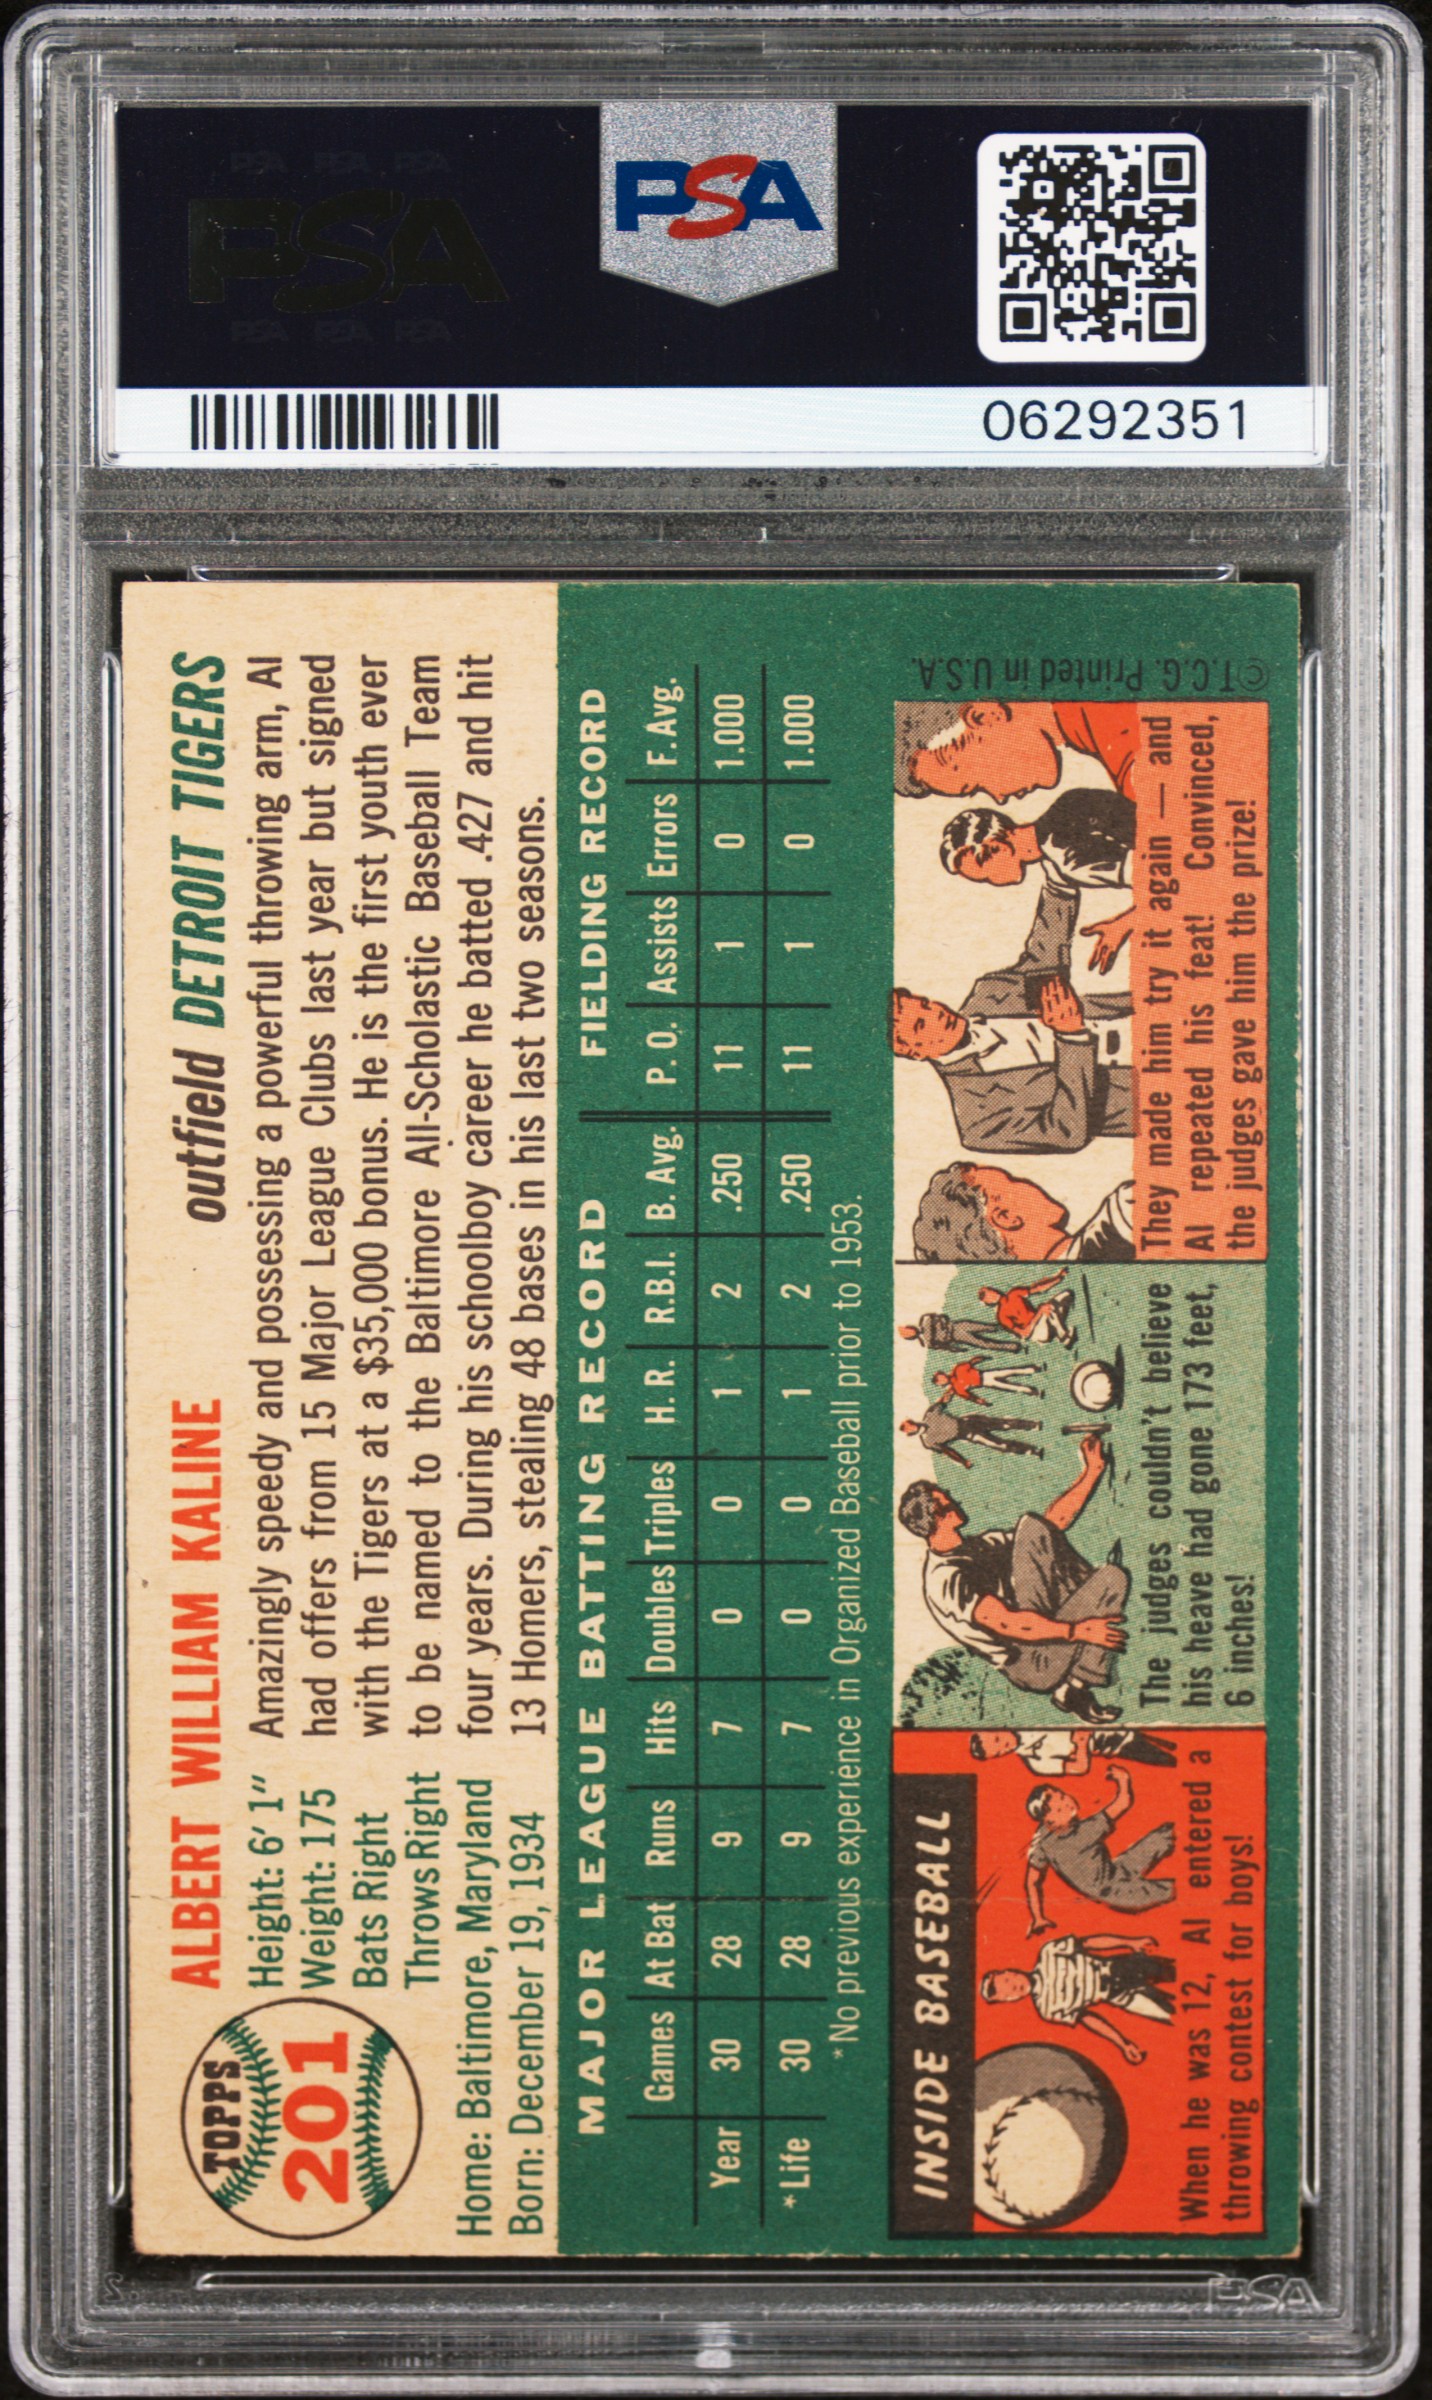 PSA PSA PSA
PSA
PSA PSA PSA
PSA
06292351
TOPPS
201
ALBERT WILLIAM KALINE
outfield DETROIT TIGERS
Height: 6' 1"
Weight: 175
Bats Right
Throws Right
Home: Baltimore, Maryland
Born: December 19, 1934
Amazingly speedy and possessing a powerful throwing arm, Al
had offers from 15 Major League Clubs last year but signed
with the Tigers at a $35,000 bonus. He is the first youth ever
to be named to the Baltimore All-Scholastic Baseball Team
four years. During his schoolboy career he batted .427 and hit
13 Homers, stealing 48 bases in his last two seasons.
MAJOR LEAGUE BATTING RECORD FIELDING RECORD
Games At Bat Runs Hits Doubles Triples H.R. R.B.I. B. Avg. P.O. Assists Errors F. Avg.
Year 30 28 9 7 0 0 1 2 .250 11 1 0 1.000
*Life 30 28 9 7 0 0 1 2 .250 11 1 0 1.000
*No previous experience in Organized Baseball prior to 1953.
INSIDE BASEBALL
When he was 12, Al entered a
throwing contest for boys!
The judges couldn't believe
his heave had gone 173 feet,
6 inches!
They made him try it again — and
Al repeated his feat! Convinced,
the judges gave him the prize!
©T.C.G. Printed in U.S.A.
PSA